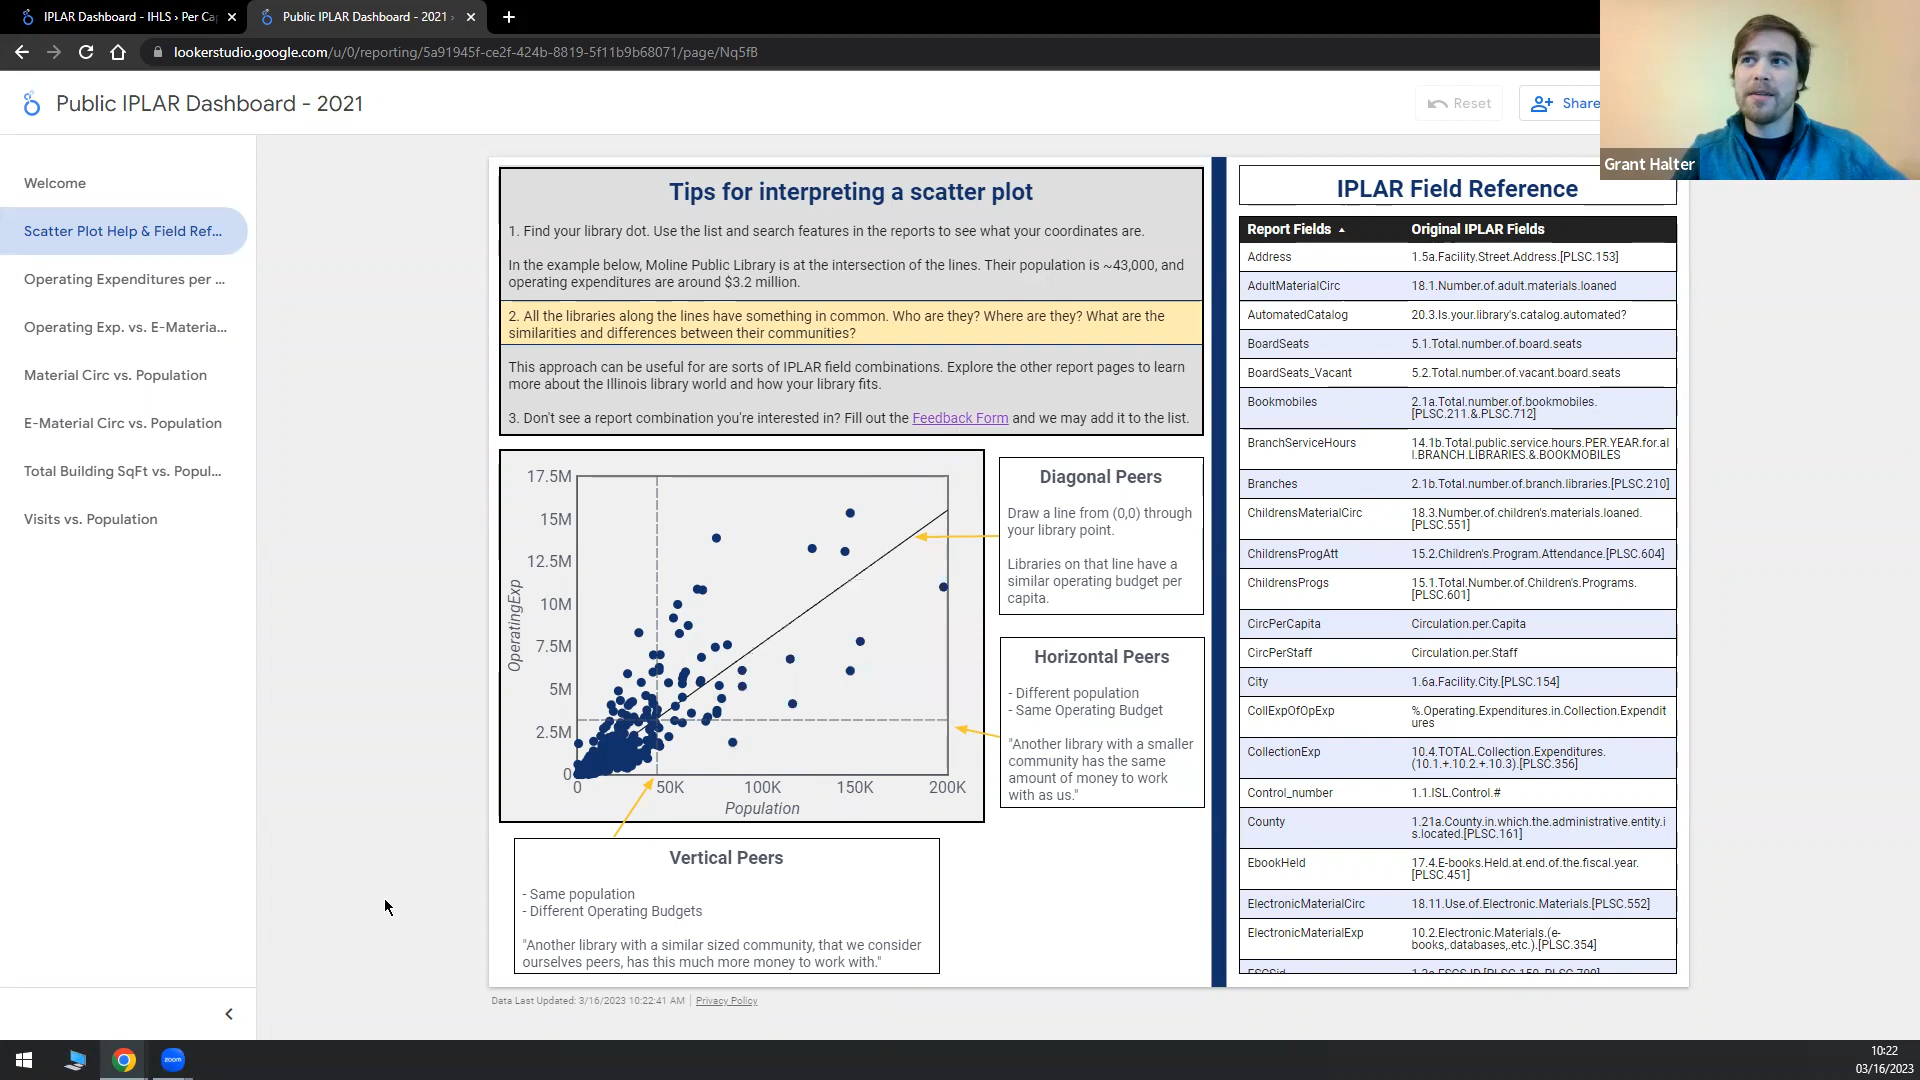 IPLAR Dashboard - IHLS › Per Ca
Public IPLAR Dashboard - 2021 ›
lookerstudio.google.com/u/0/reporting/5a91945f-ce2f-424b-8819-5f11b9b68071/page/Nq5fB
Public IPLAR Dashboard - 2021
Reset
Share
Grant Halter
Welcome
Scatter Plot Help & Field Ref...
Operating Expenditures per ...
Operating Exp. vs. E-Materia...
Material Circ vs. Population
E-Material Circ vs. Population
Total Building SqFt vs. Popul...
Visits vs. Population
Tips for interpreting a scatter plot
1. Find your library dot. Use the list and search features in the reports to see what your coordinates are.
In the example below, Moline Public Library is at the intersection of the lines. Their population is ~43,000, and
operating expenditures are around $3.2 million.
2. All the libraries along the lines have something in common. Who are they? Where are they? What are the
similarities and differences between their communities?
This approach can be useful for are sorts of IPLAR field combinations. Explore the other report pages to learn
more about the Illinois library world and how your library fits.
3. Don't see a report combination you're interested in? Fill out the Feedback Form and we may add it to the list.
17.5M
15M
12.5M
10M
7.5M
5M
2.5M
0
OperatingExp
0 50K 100K 150K 200K
Population
Diagonal Peers
Draw a line from (0,0) through
your library point.
Libraries on that line have a
similar operating budget per
capita.
Horizontal Peers
- Different population
- Same Operating Budget
"Another library with a smaller
community has the same
amount of money to work
with as us."
Vertical Peers
- Same population
- Different Operating Budgets
"Another library with a similar sized community, that we consider
ourselves peers, has this much more money to work with."
IPLAR Field Reference
Report Fields Original IPLAR Fields
Address 1.5a.Facility.Street.Address.[PLSC.153]
AdultMaterialCirc 18.1.Number.of.adult.materials.loaned
AutomatedCatalog 20.3.Is.your.library's.catalog.automated?
BoardSeats 5.1.Total.number.of.board.seats
BoardSeats_Vacant 5.2.Total.number.of.vacant.board.seats
Bookmobiles 2.1a.Total.number.of.bookmobiles.
[PLSC.211.&.PLSC.712]
BranchServiceHours 14.1b.Total.public.service.hours.PER.YEAR.for.al
l.BRANCH.LIBRARIES.&.BOOKMOBILES
Branches 2.1b.Total.number.of.branch.libraries.[PLSC.210]
ChildrensMaterialCirc 18.3.Number.of.children's.materials.loaned.
[PLSC.551]
ChildrensProgAtt 15.2.Children's.Program.Attendance.[PLSC.604]
ChildrensProgs 15.1.Total.Number.of.Children's.Programs.
[PLSC.601]
CircPerCapita Circulation.per.Capita
CircPerStaff Circulation.per.Staff
City 1.6a.Facility.City.[PLSC.154]
CollExpOfOpExp %.Operating.Expenditures.in.Collection.Expendit
ures
CollectionExp 10.4.TOTAL.Collection.Expenditures.
(10.1.+.10.2.+.10.3).[PLSC.356]
Control_number 1.1.ISL.Control.#
County 1.21a.County.in.which.the.administrative.entity.i
s.located.[PLSC.161]
EbookHeld 17.4.E-books.Held.at.end.of.the.fiscal.year.
[PLSC.451]
ElectronicMaterialCirc 18.11.Use.of.Electronic.Materials.[PLSC.552]
ElectronicMaterialExp 10.2.Electronic.Materials.(e-
books,.databases,.etc.).[PLSC.354]
Data Last Updated: 3/16/2023 10:22:41 AM Privacy Policy
zoom
10:22
03/16/2023